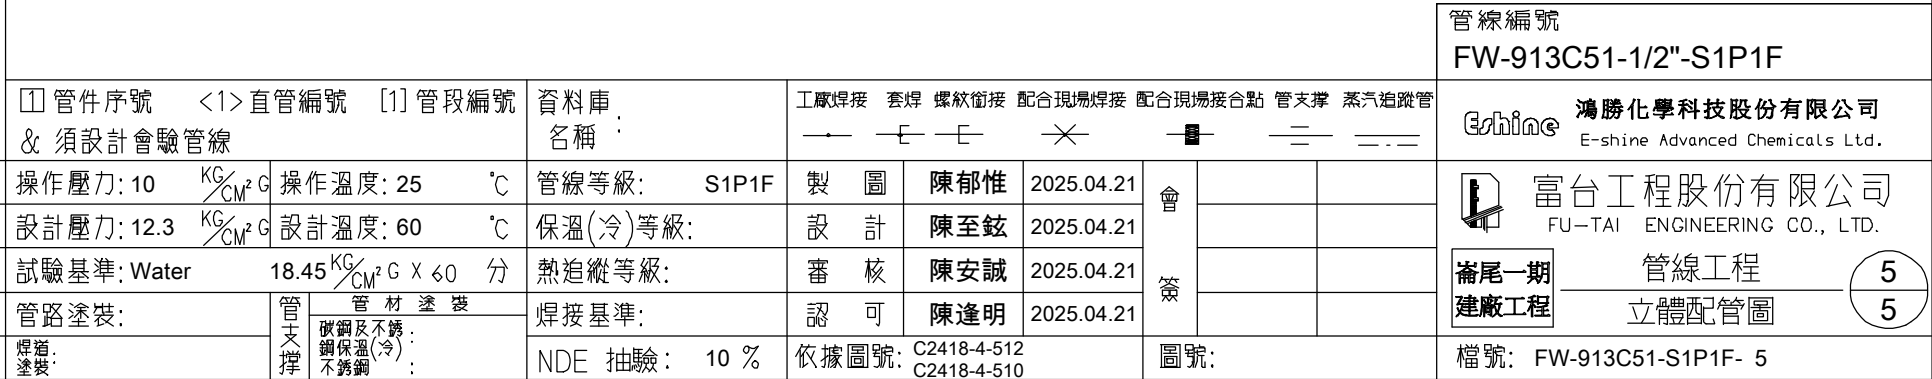 管線編號
FW-913C51-1/2"-S1P1F
1 管件序號 <1>直管編號 [1] 管段編號
& 須設計會驗管線
資料庫名稱:
工廠焊接 套焊 螺紋銜接 配合現場焊接 配合現場接合點 管支撐 蒸汽追蹤管
Eshine 鴻勝化學科技股份有限公司
E-shine Advanced Chemicals Ltd.
操作壓力: 10 KG/CM² G 操作溫度: 25 °C 管線等級: S1P1F 製圖 陳郁惟 2025.04.21 會簽
設計壓力: 12.3 KG/CM² G 設計溫度: 60 °C 保溫(冷)等級: 設計 陳至鉉 2025.04.21
試驗基準: Water 18.45 KG/CM² G X 60 分 熱追縱等級: 審核 陳安誠 2025.04.21
管路塗裝: 管支撐 管材塗裝 焊接基準: 認可 陳逢明 2025.04.21
焊道塗裝: 碳鋼及不銹鋼保溫(冷): 不銹鋼: NDE 抽驗: 10 % 依據圖號: C2418-4-512
C2418-4-510
圖號:
富台工程股份有限公司
FU-TAI ENGINEERING CO., LTD.
崙尾一期
建廠工程
管線工程
立體配管圖
5
5
檔號: FW-913C51-S1P1F- 5